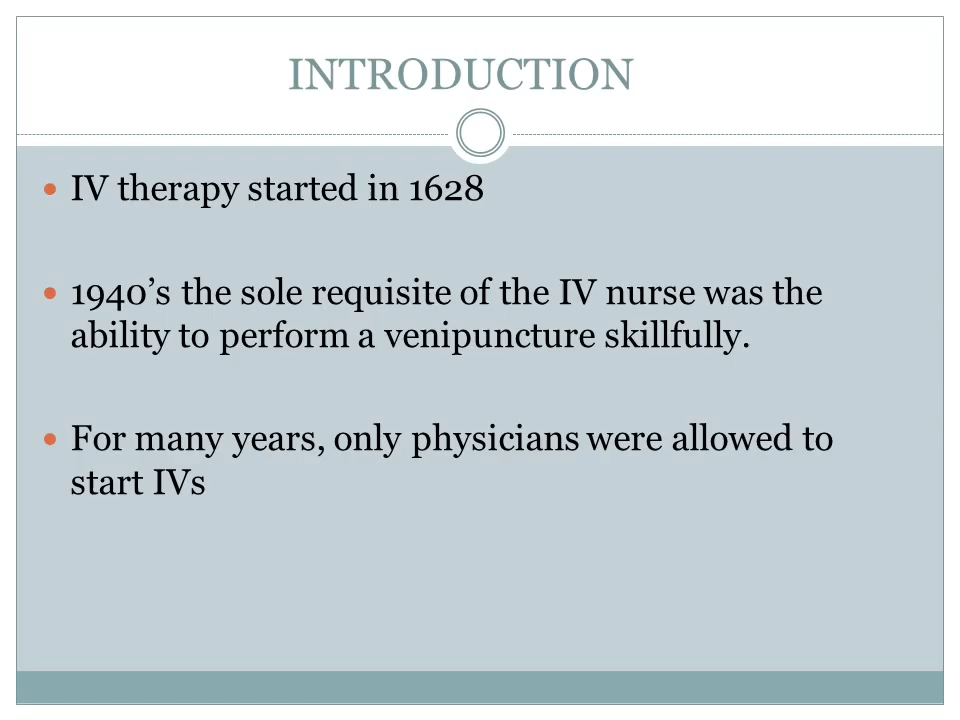 INTRODUCTION
• IV therapy started in 1628
• 1940’s the sole requisite of the IV nurse was the
ability to perform a venipuncture skillfully.
• For many years, only physicians were allowed to
start IVs